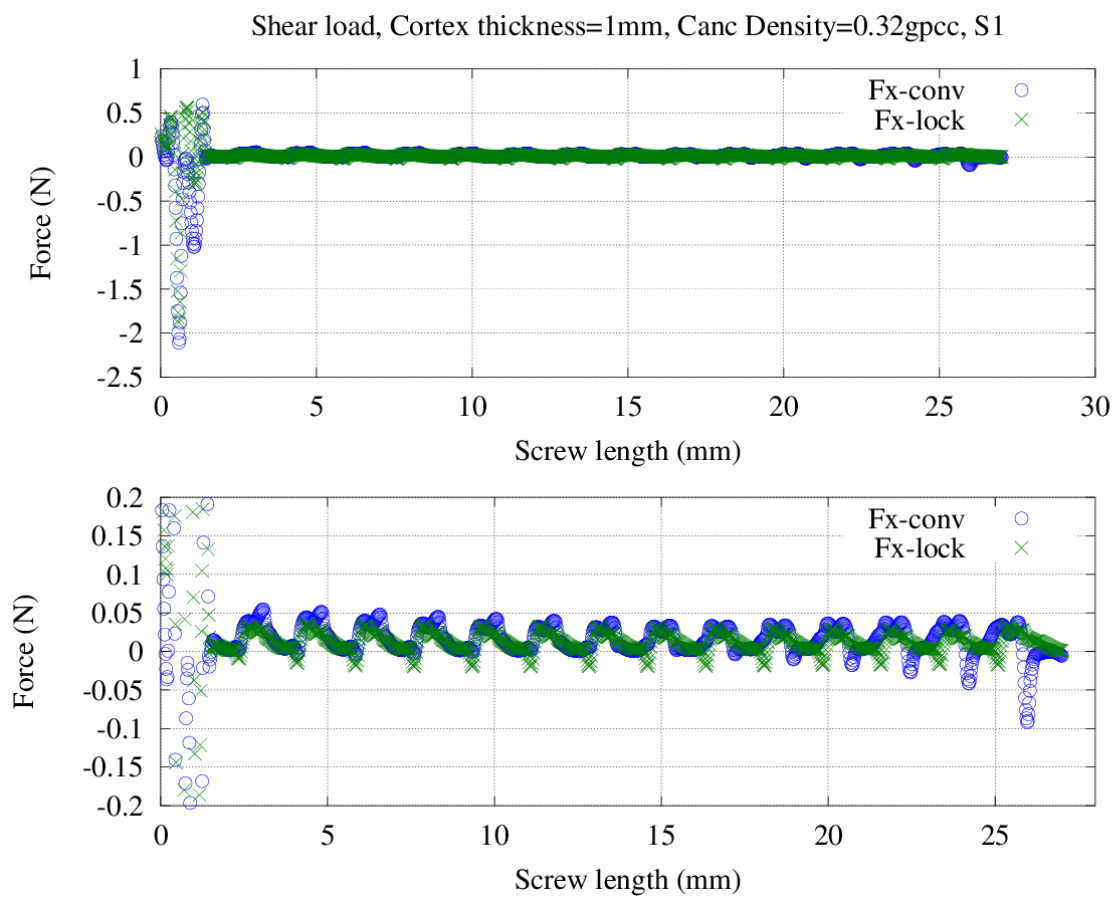 Shear load, Cortex thickness=1mm, Canc Density=0.32gpcc, S1
1
0.5
0
-0.5
-1
-1.5
-2
-2.5
Force (N)
Fx-conv
Fx-lock
0 5 10 15 20 25 30
Screw length (mm)
0.2
0.15
0.1
0.05
0
-0.05
-0.1
-0.15
-0.2
Force (N)
Fx-conv
Fx-lock
0 5 10 15 20 25
Screw length (mm)